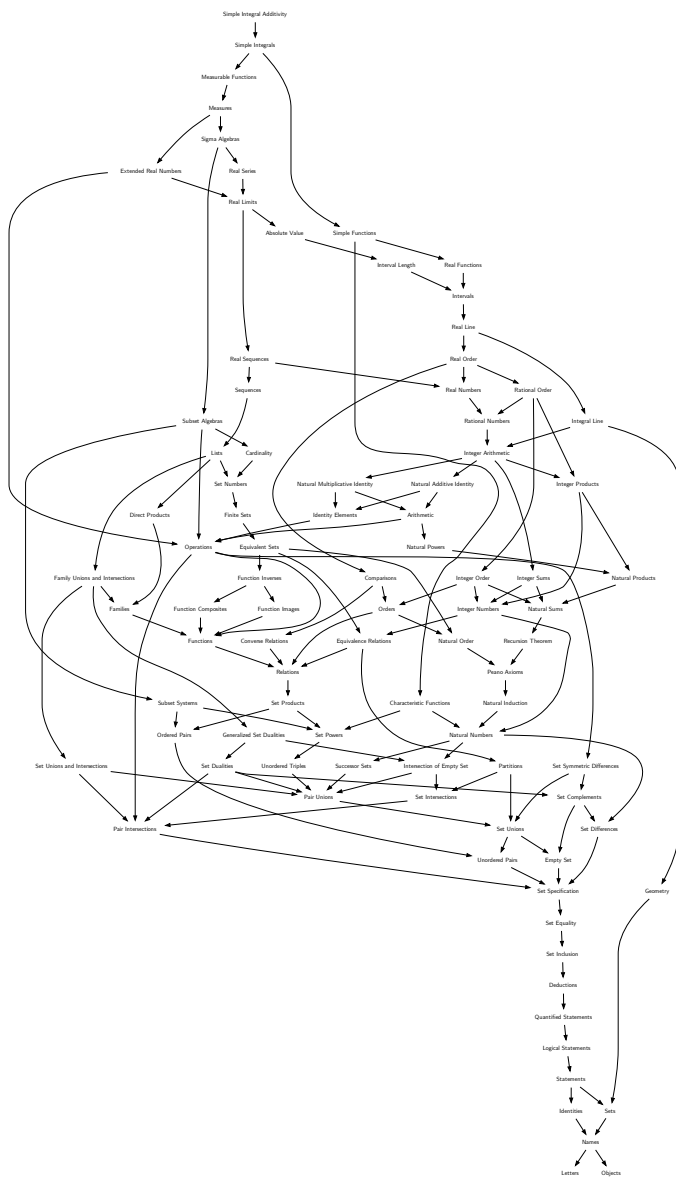 Simple Integral Additivity
Simple Integrals
Measurable Functions
Measures
Sigma Algebras
Extended Real Numbers Real Series
Real Limits
Absolute Value Simple Functions
Interval Length Real Functions
Intervals
Real Line
Real Sequences Real Order
Sequences Real Numbers Rational Order
Subset Algebras Rational Numbers Integral Line
Lists Cardinality Integer Arithmetic
Set Numbers Natural Multiplicative Identity Natural Additive Identity Integer Products
Direct Products Finite Sets Identity Elements Arithmetic
Operations Equivalent Sets Natural Powers
Family Unions and Intersections Function Inverses Comparisons Integer Order Integer Sums Natural Products
Families Function Composites Function Images Orders Integer Numbers Natural Sums
Functions Converse Relations Equivalence Relations Natural Order Recursion Theorem
Relations Peano Axioms
Subset Systems Set Products Characteristic Functions Natural Induction
Ordered Pairs Generalized Set Dualities Set Powers Natural Numbers
Set Unions and Intersections Set Dualities Unordered Triples Successor Sets Intersection of Empty Set Partitions Set Symmetric Differences
Pair Unions Set Intersections Set Complements
Pair Intersections Set Unions Set Differences
Unordered Pairs Empty Set
Set Specification Geometry
Set Equality
Set Inclusion
Deductions
Quantified Statements
Logical Statements
Statements
Identities Sets
Names
Letters Objects